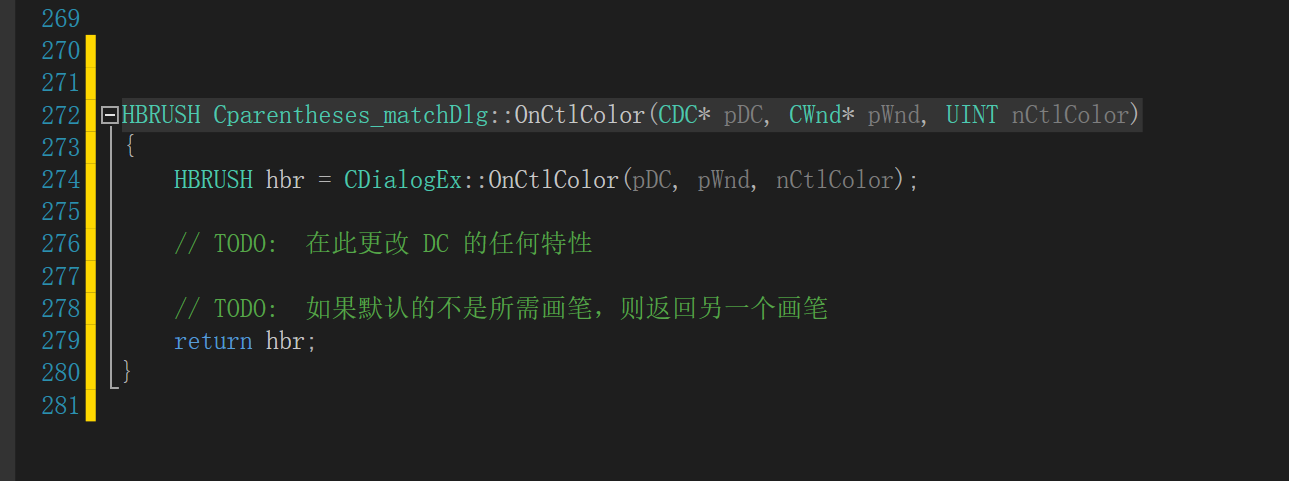 269
270
271
272 HBRUSH Cparentheses_matchDlg::OnCtlColor(CDC* pDC, CWnd* pWnd, UINT nCtlColor)
273 {
274 HBRUSH hbr = CDialogEx::OnCtlColor(pDC, pWnd, nCtlColor);
275
276 // TODO: 在此更改 DC 的任何特性
277
278 // TODO: 如果默认的不是所需画笔，则返回另一个画笔
279 return hbr;
280 }
281